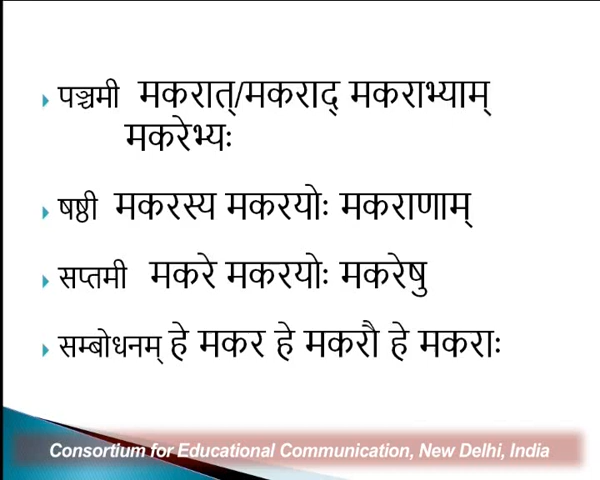 पञ्चमी मकरात्/मकराद् मकराभ्याम्
मकरेभ्यः
षष्ठी मकरस्य मकरयोः मकराणाम्
सप्तमी मकरे मकरयोः मकरेषु
सम्बोधनम् हे मकर हे मकरौ हे मकराः
Consortium for Educational Communication, New Delhi, India